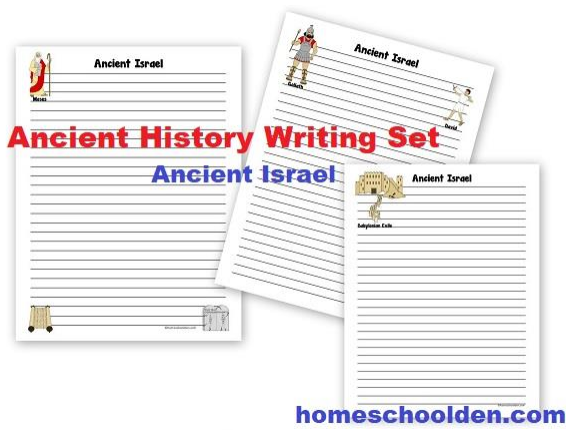 Ancient Israel
Moses
Ancient Israel
Goliath
David
Ancient History Writing Set
Ancient Israel
Ancient Israel
Babylonian Exile
homeschoolden.com